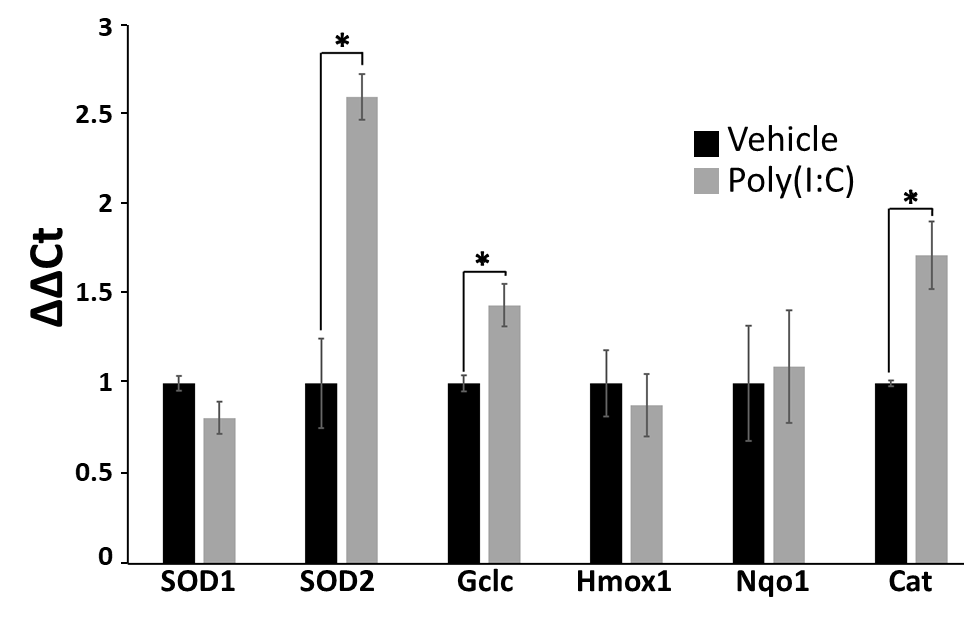 3
2.5
2
1.5
1
0.5
0
ΔΔCt
*
*
*
Vehicle
Poly(I:C)
SOD1 SOD2 Gclc Hmox1 Nqo1 Cat